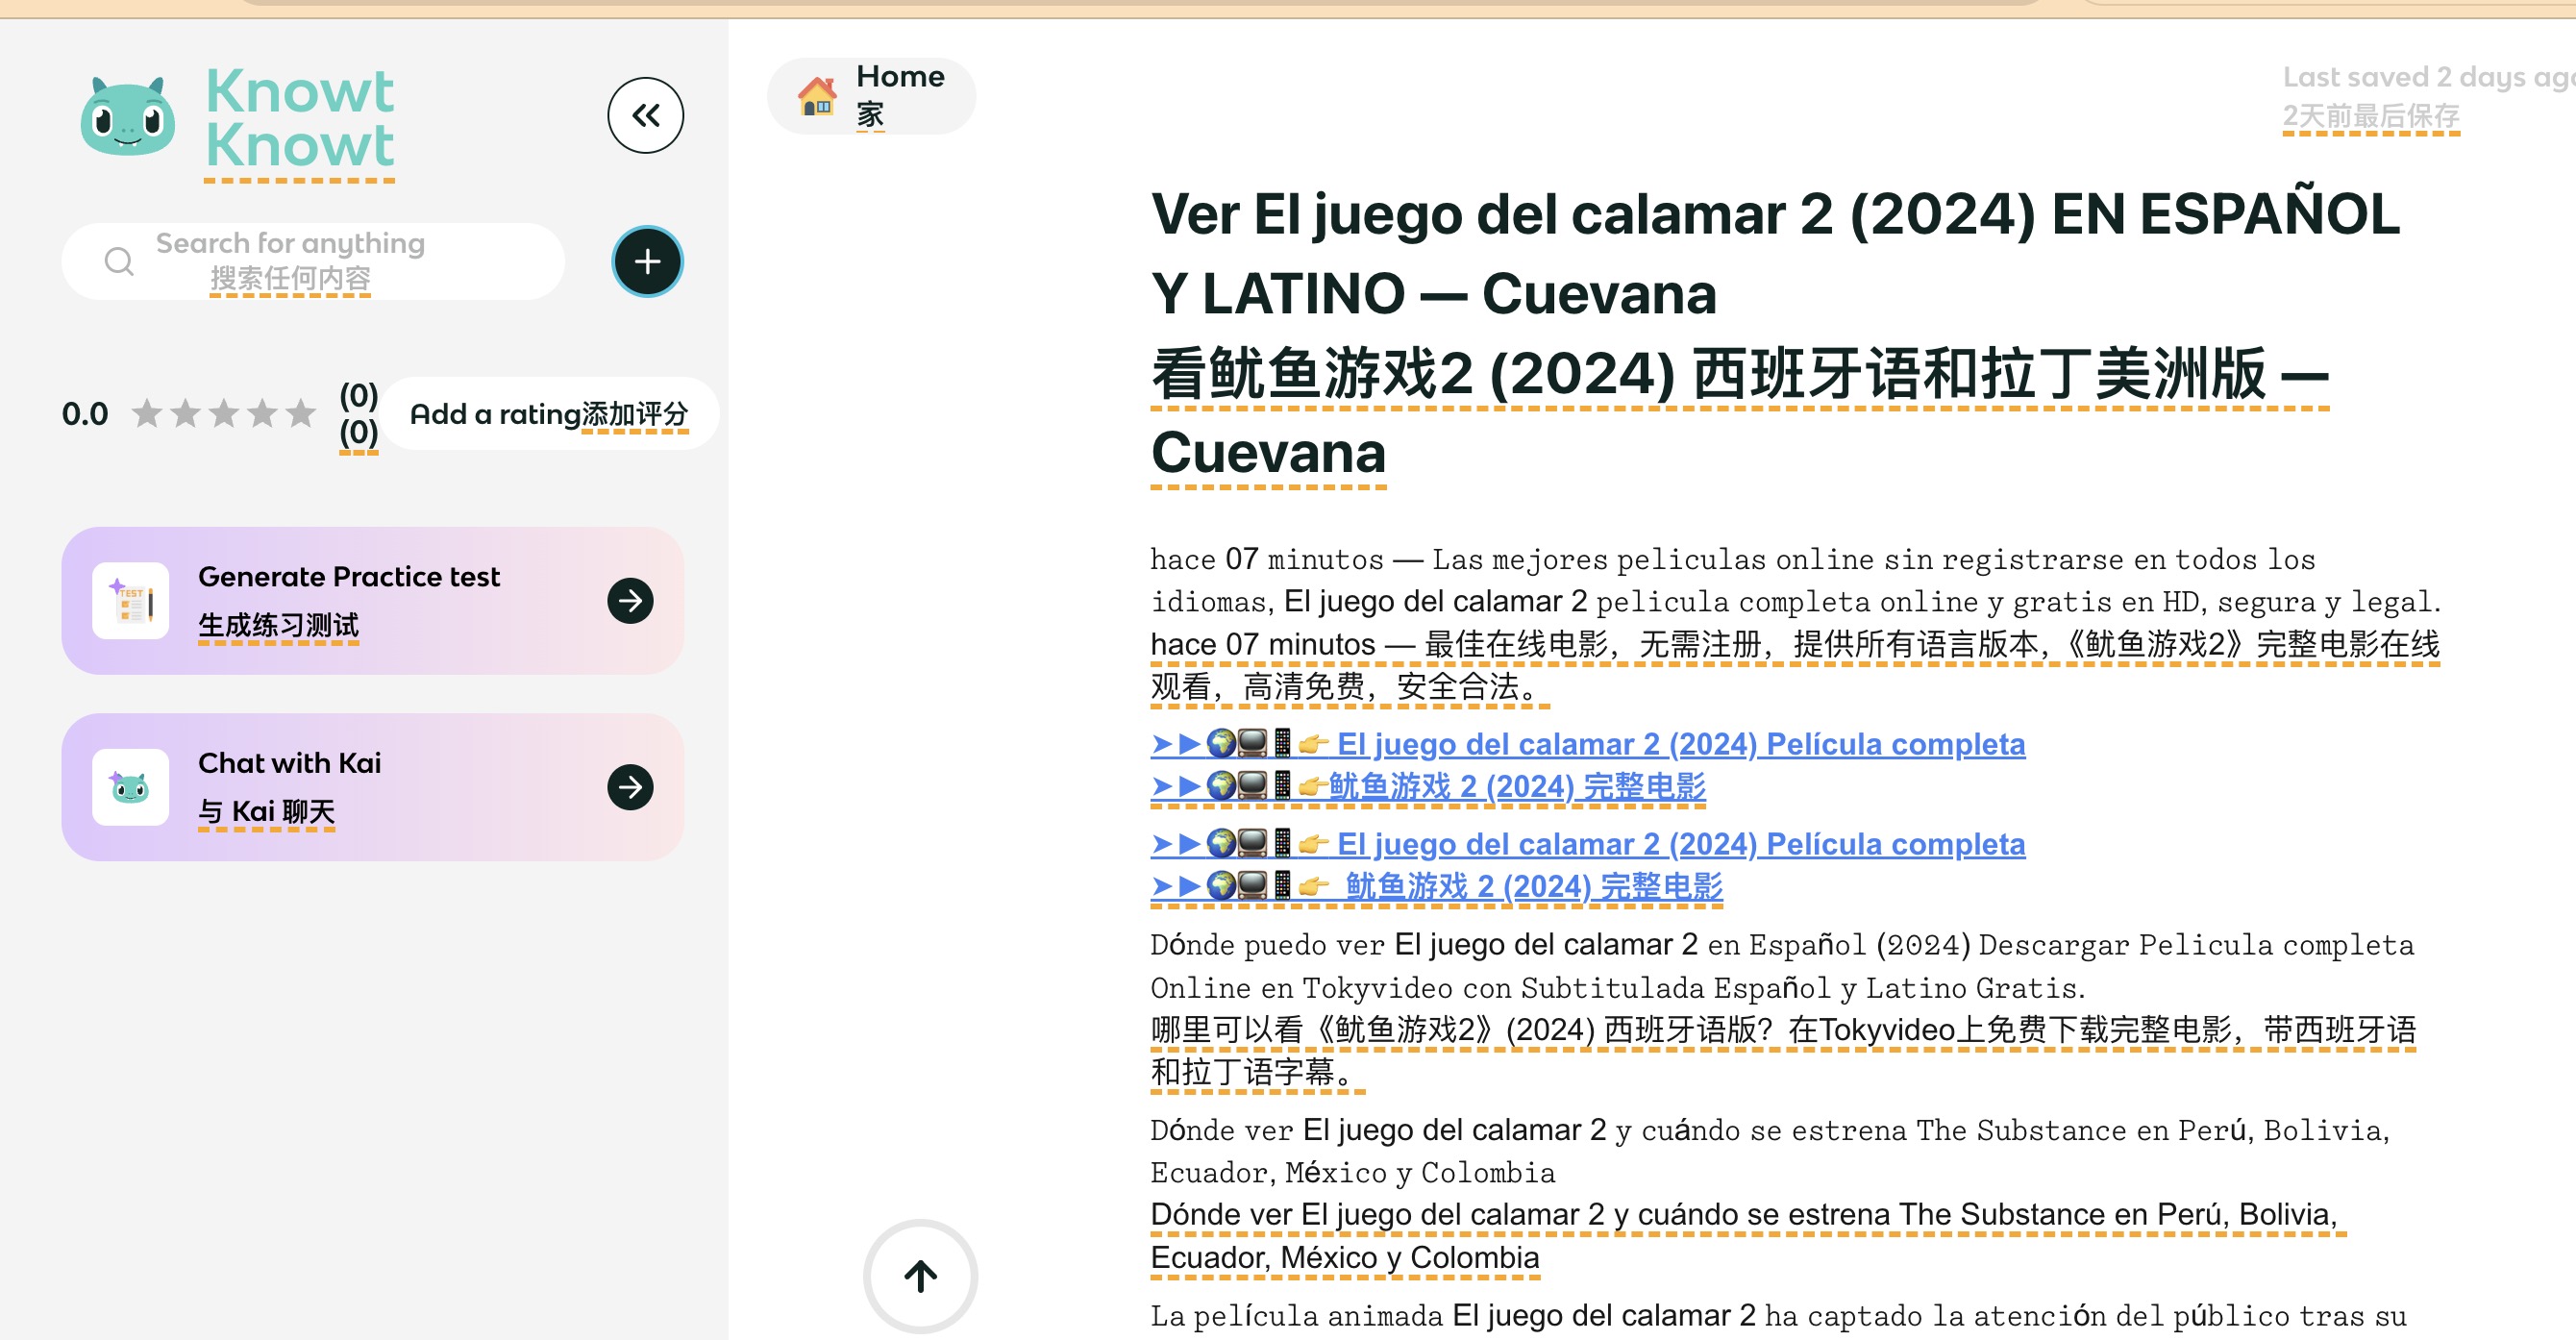 Knowt
Knowt
Search for anything
搜索任何内容
0.0
(0)
(0)
Add a rating添加评分
Generate Practice test
生成练习测试
Chat with Kai
与 Kai 聊天
Home
家
Last saved 2 days ago
2天前最后保存
Ver El juego del calamar 2 (2024) EN ESPAÑOL
Y LATINO — Cuevana
看鱿鱼游戏2 (2024) 西班牙语和拉丁美洲版 —
Cuevana
hace 07 minutos — Las mejores peliculas online sin registrarse en todos los
idiomas, El juego del calamar 2 pelicula completa online y gratis en HD, segura y legal.
hace 07 minutos — 最佳在线电影，无需注册，提供所有语言版本，《鱿鱼游戏2》完整电影在线
观看，高清免费，安全合法。
➤►🌍📺📱👉 El juego del calamar 2 (2024) Película completa
➤►🌍📺📱👉鱿鱼游戏 2 (2024) 完整电影
➤►🌍📺📱👉 El juego del calamar 2 (2024) Película completa
➤►🌍📺📱👉 鱿鱼游戏 2 (2024) 完整电影
Dónde puedo ver El juego del calamar 2 en Español (2024) Descargar Pelicula completa
Online en Tokyvideo con Subtitulada Español y Latino Gratis.
哪里可以看《鱿鱼游戏2》(2024) 西班牙语版？在Tokyvideo上免费下载完整电影，带西班牙语
和拉丁语字幕。
Dónde ver El juego del calamar 2 y cuándo se estrena The Substance en Perú, Bolivia,
Ecuador, México y Colombia
Dónde ver El juego del calamar 2 y cuándo se estrena The Substance en Perú, Bolivia,
Ecuador, México y Colombia
La película animada El juego del calamar 2 ha captado la atención del público tras su